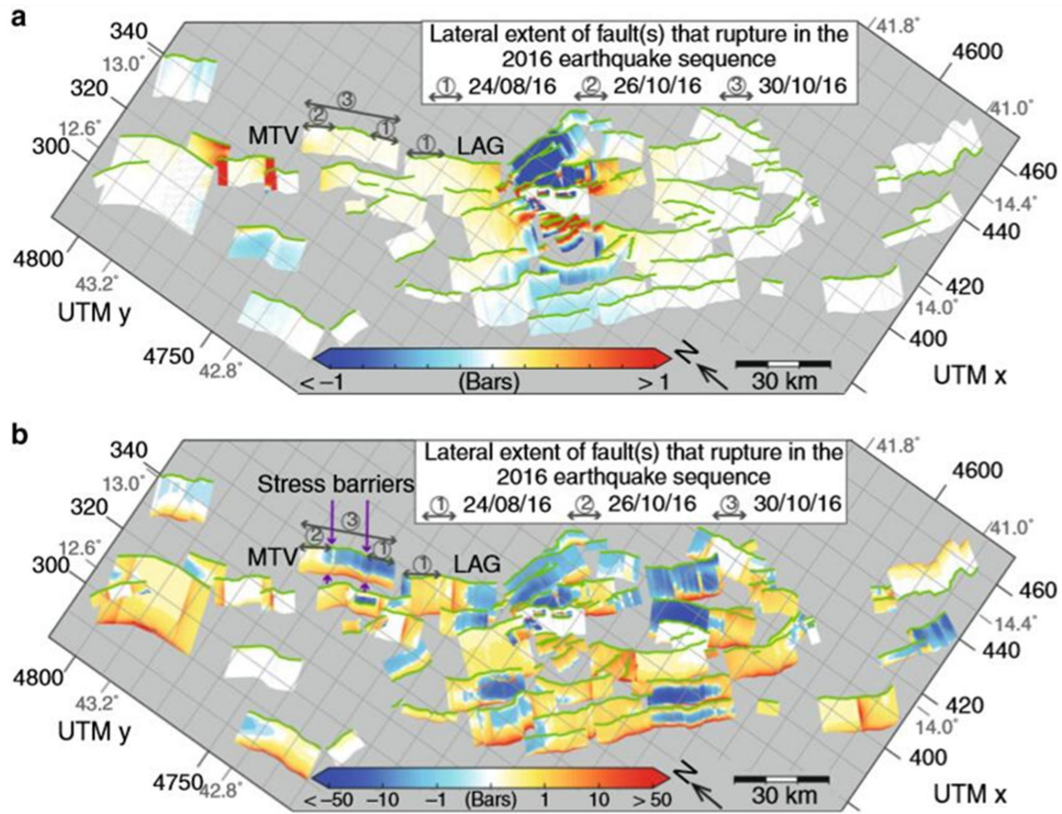 a
Lateral extent of fault(s) that rupture in the
2016 earthquake sequence
① 24/08/16 ② 26/10/16 ③ 30/10/16
340
13.0°
320
12.6°
300
③
②
①
MTV
①
LAG
41.8°
4600
41.0°
460
14.4°
440
420
14.0°
400
UTM x
4800
43.2°
UTM y
4750
42.8°
< −1 (Bars) > 1
N
30 km
b
Lateral extent of fault(s) that rupture in the
2016 earthquake sequence
① 24/08/16 ② 26/10/16 ③ 30/10/16
340
13.0°
320
12.6°
300
Stress barriers
③
②
①
MTV
①
LAG
41.8°
4600
41.0°
460
14.4°
440
420
14.0°
400
UTM x
4800
43.2°
UTM y
4750
42.8°
< −50 −10 −1 (Bars) 1 10 > 50
N
30 km